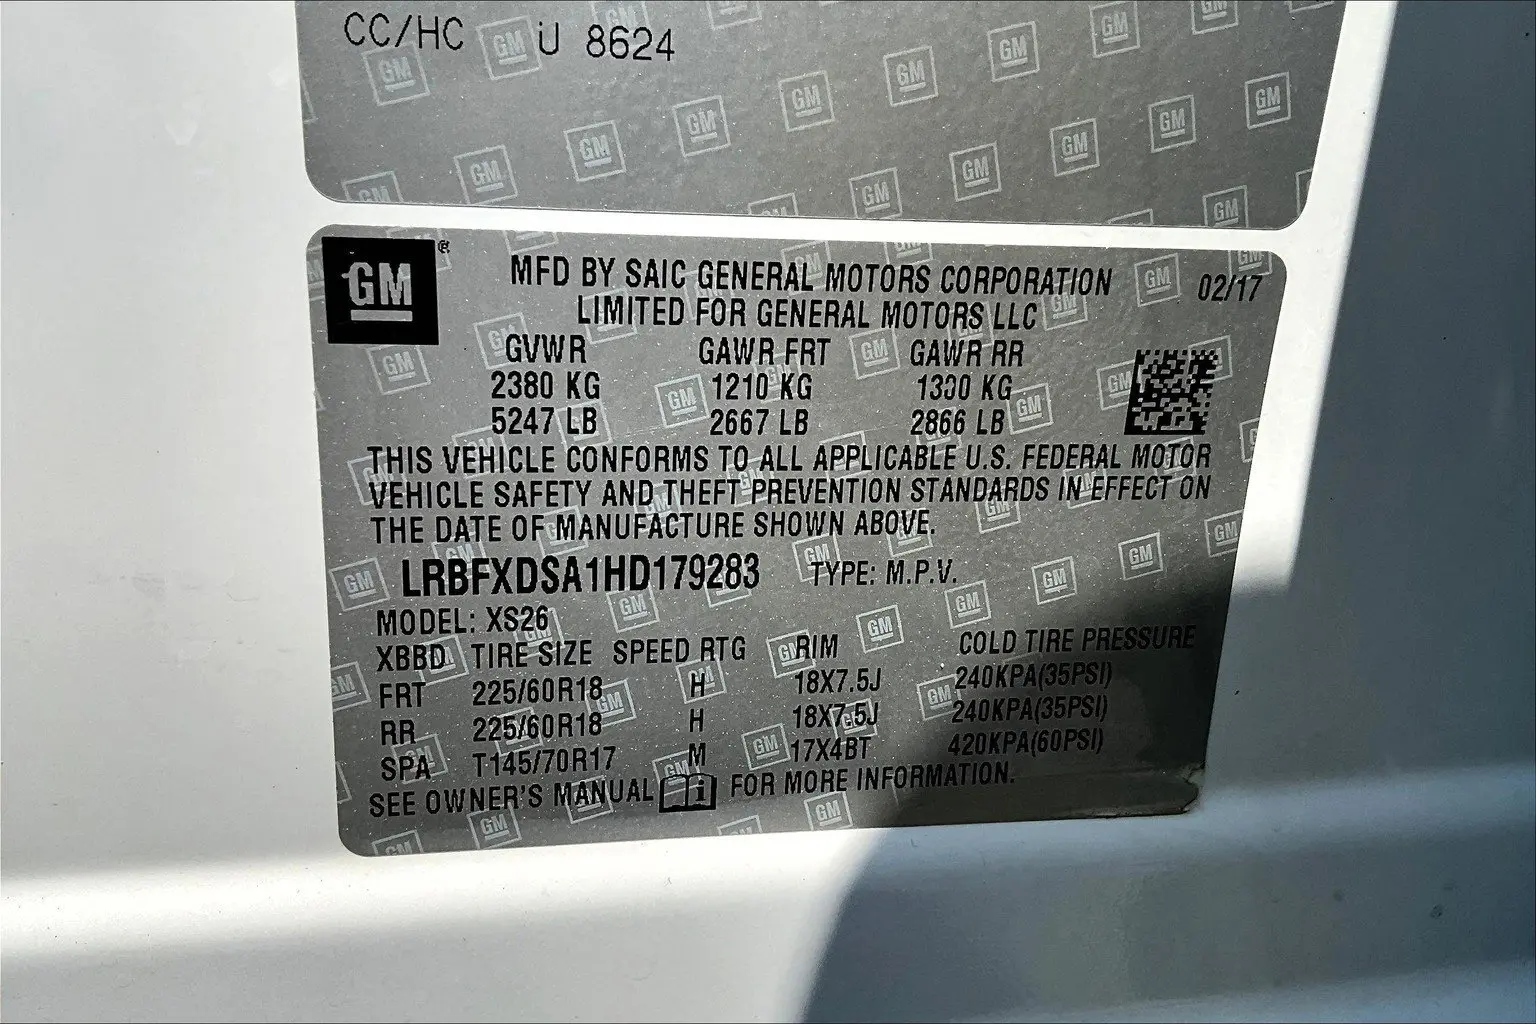 CC/HC U 8624
GM
MFD BY SAIC GENERAL MOTORS CORPORATION 02/17
LIMITED FOR GENERAL MOTORS LLC
GVWR GAWR FRT GAWR RR
2380 KG 1210 KG 1300 KG
5247 LB 2667 LB 2866 LB
THIS VEHICLE CONFORMS TO ALL APPLICABLE U.S. FEDERAL MOTOR
VEHICLE SAFETY AND THEFT PREVENTION STANDARDS IN EFFECT ON
THE DATE OF MANUFACTURE SHOWN ABOVE.
LRBFXDSA1HD179283 TYPE: M.P.V.
MODEL: XS26
XBBD TIRE SIZE SPEED RTG RIM COLD TIRE PRESSURE
FRT 225/60R18 H 18X7.5J 240KPA(35PSI)
RR 225/60R18 H 18X7.5J 240KPA(35PSI)
SPA T145/70R17 M 17X4BT 420KPA(60PSI)
SEE OWNER'S MANUAL i FOR MORE INFORMATION.